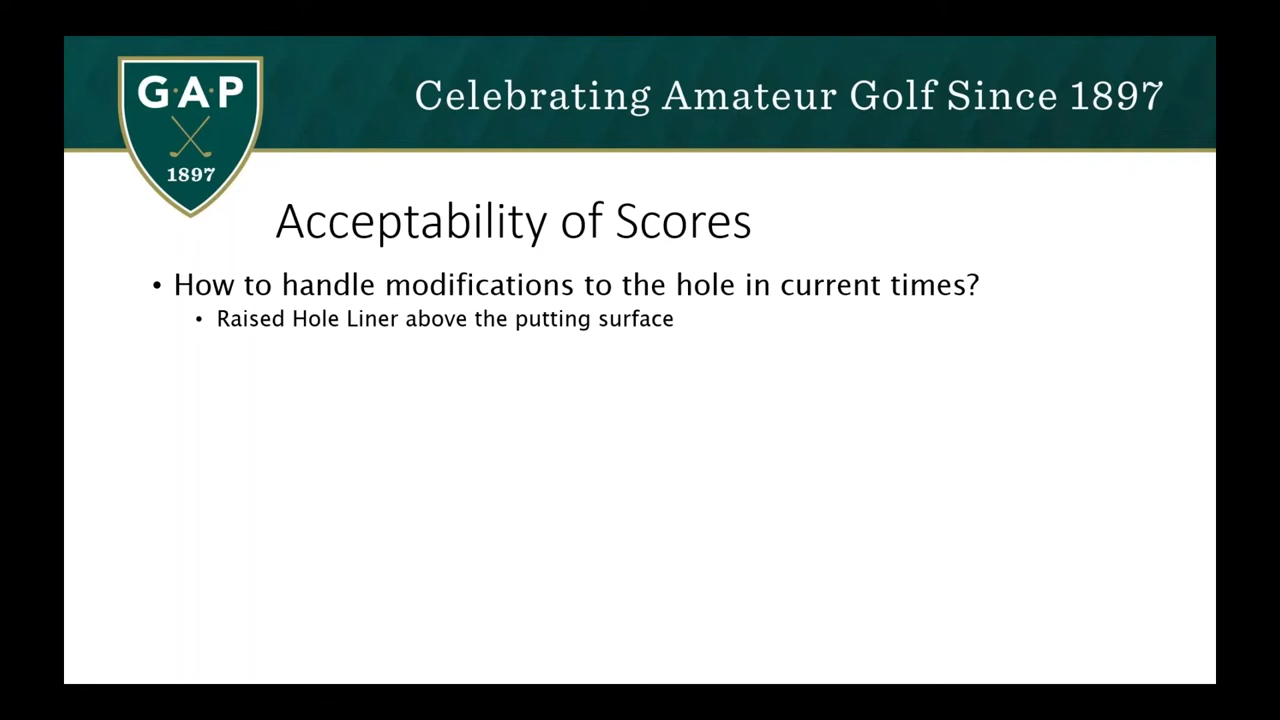 G·A·P
1897
Celebrating Amateur Golf Since 1897
Acceptability of Scores
• How to handle modifications to the hole in current times?
• Raised Hole Liner above the putting surface